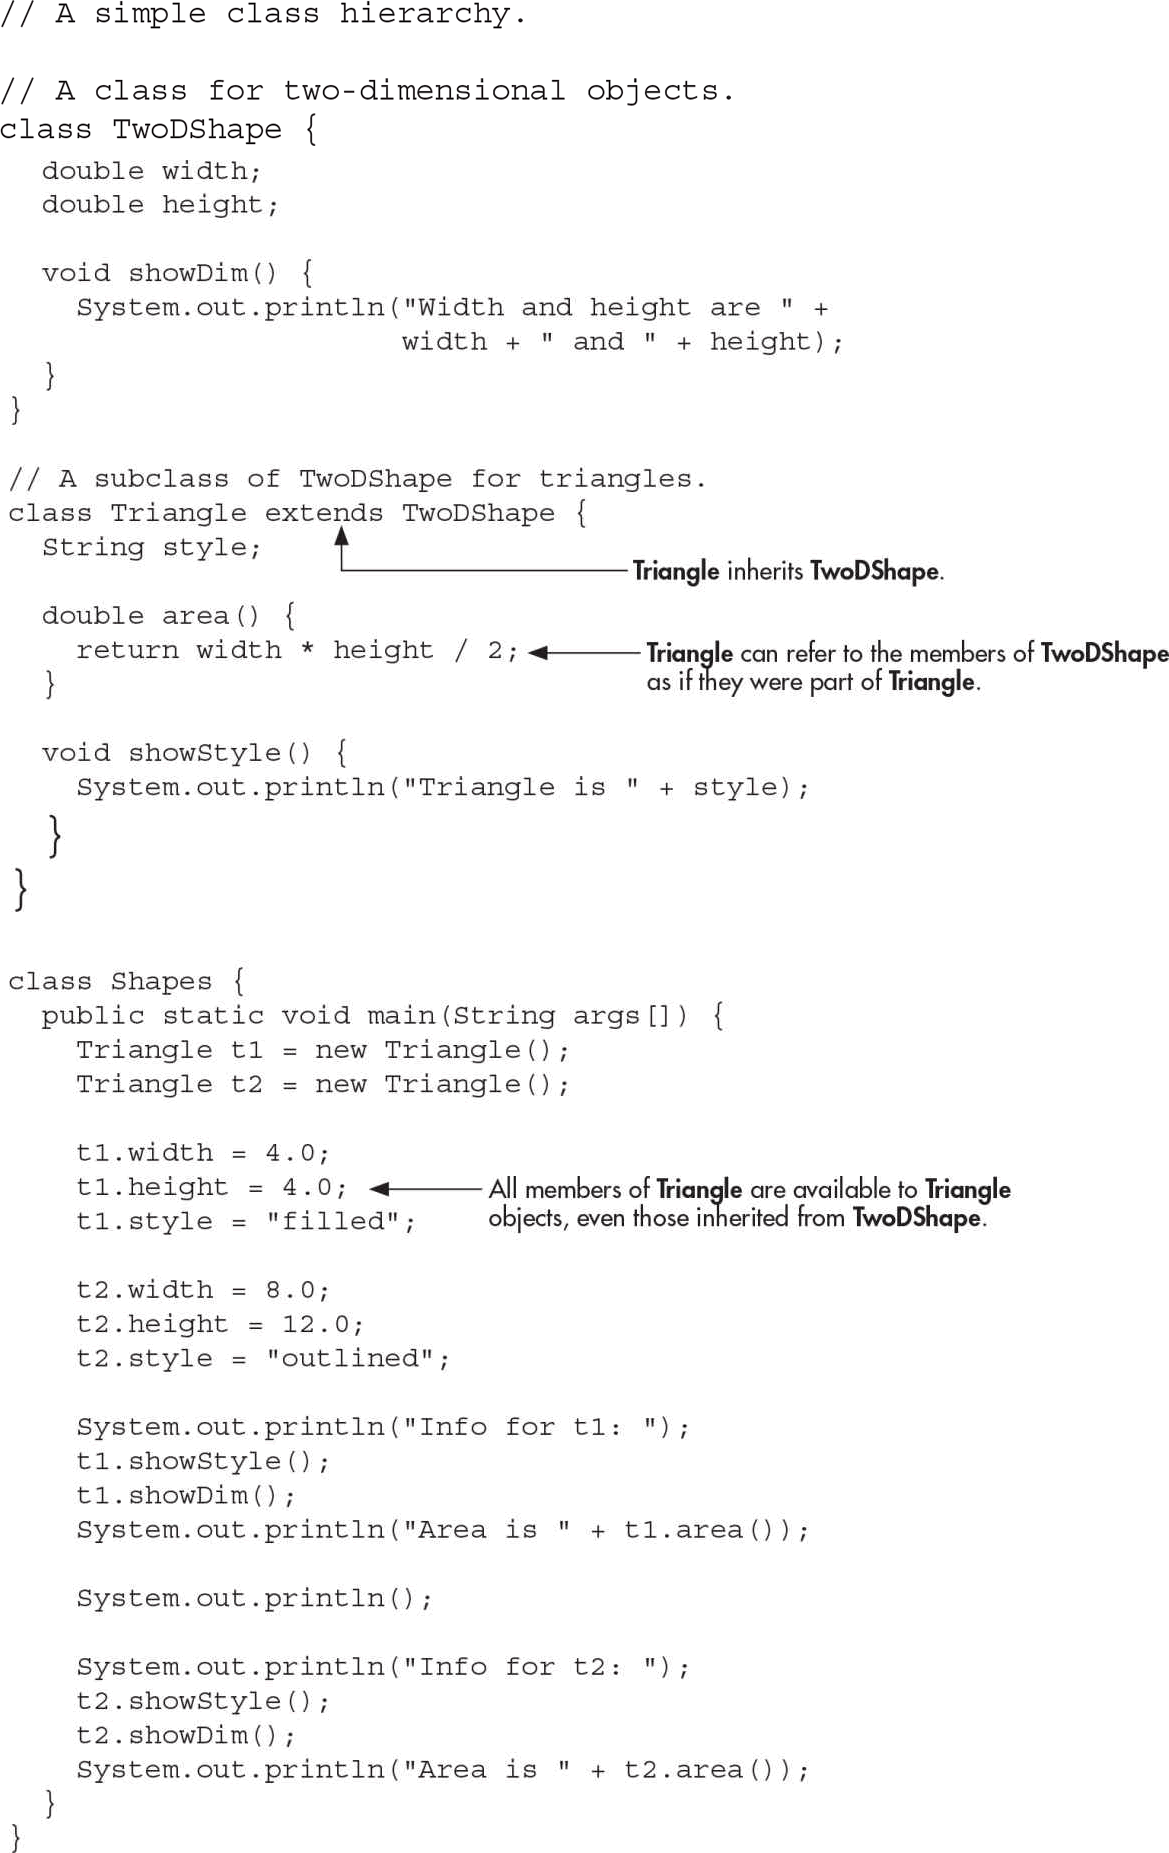 // A simple class hierarchy.
// A class for two-dimensional objects.
class TwoDShape {
double width;
double height;
void showDim() {
System.out.println("Width and height are " +
width + " and " + height);
}
}
// A subclass of TwoDShape for triangles.
class Triangle extends TwoDShape {
String style;
Triangle inherits TwoDShape.
double area() {
return width * height / 2;
Triangle can refer to the members of TwoDShape
as if they were part of Triangle.
}
void showStyle() {
System.out.println("Triangle is " + style);
}
}
class Shapes {
public static void main(String args[]) {
Triangle t1 = new Triangle();
Triangle t2 = new Triangle();
t1.width = 4.0;
t1.height = 4.0;
t1.style = "filled";
All members of Triangle are available to Triangle
objects, even those inherited from TwoDShape.
t2.width = 8.0;
t2.height = 12.0;
t2.style = "outlined";
System.out.println("Info for t1: ");
t1.showStyle();
t1.showDim();
System.out.println("Area is " + t1.area());
System.out.println();
System.out.println("Info for t2: ");
t2.showStyle();
t2.showDim();
System.out.println("Area is " + t2.area());
}
}